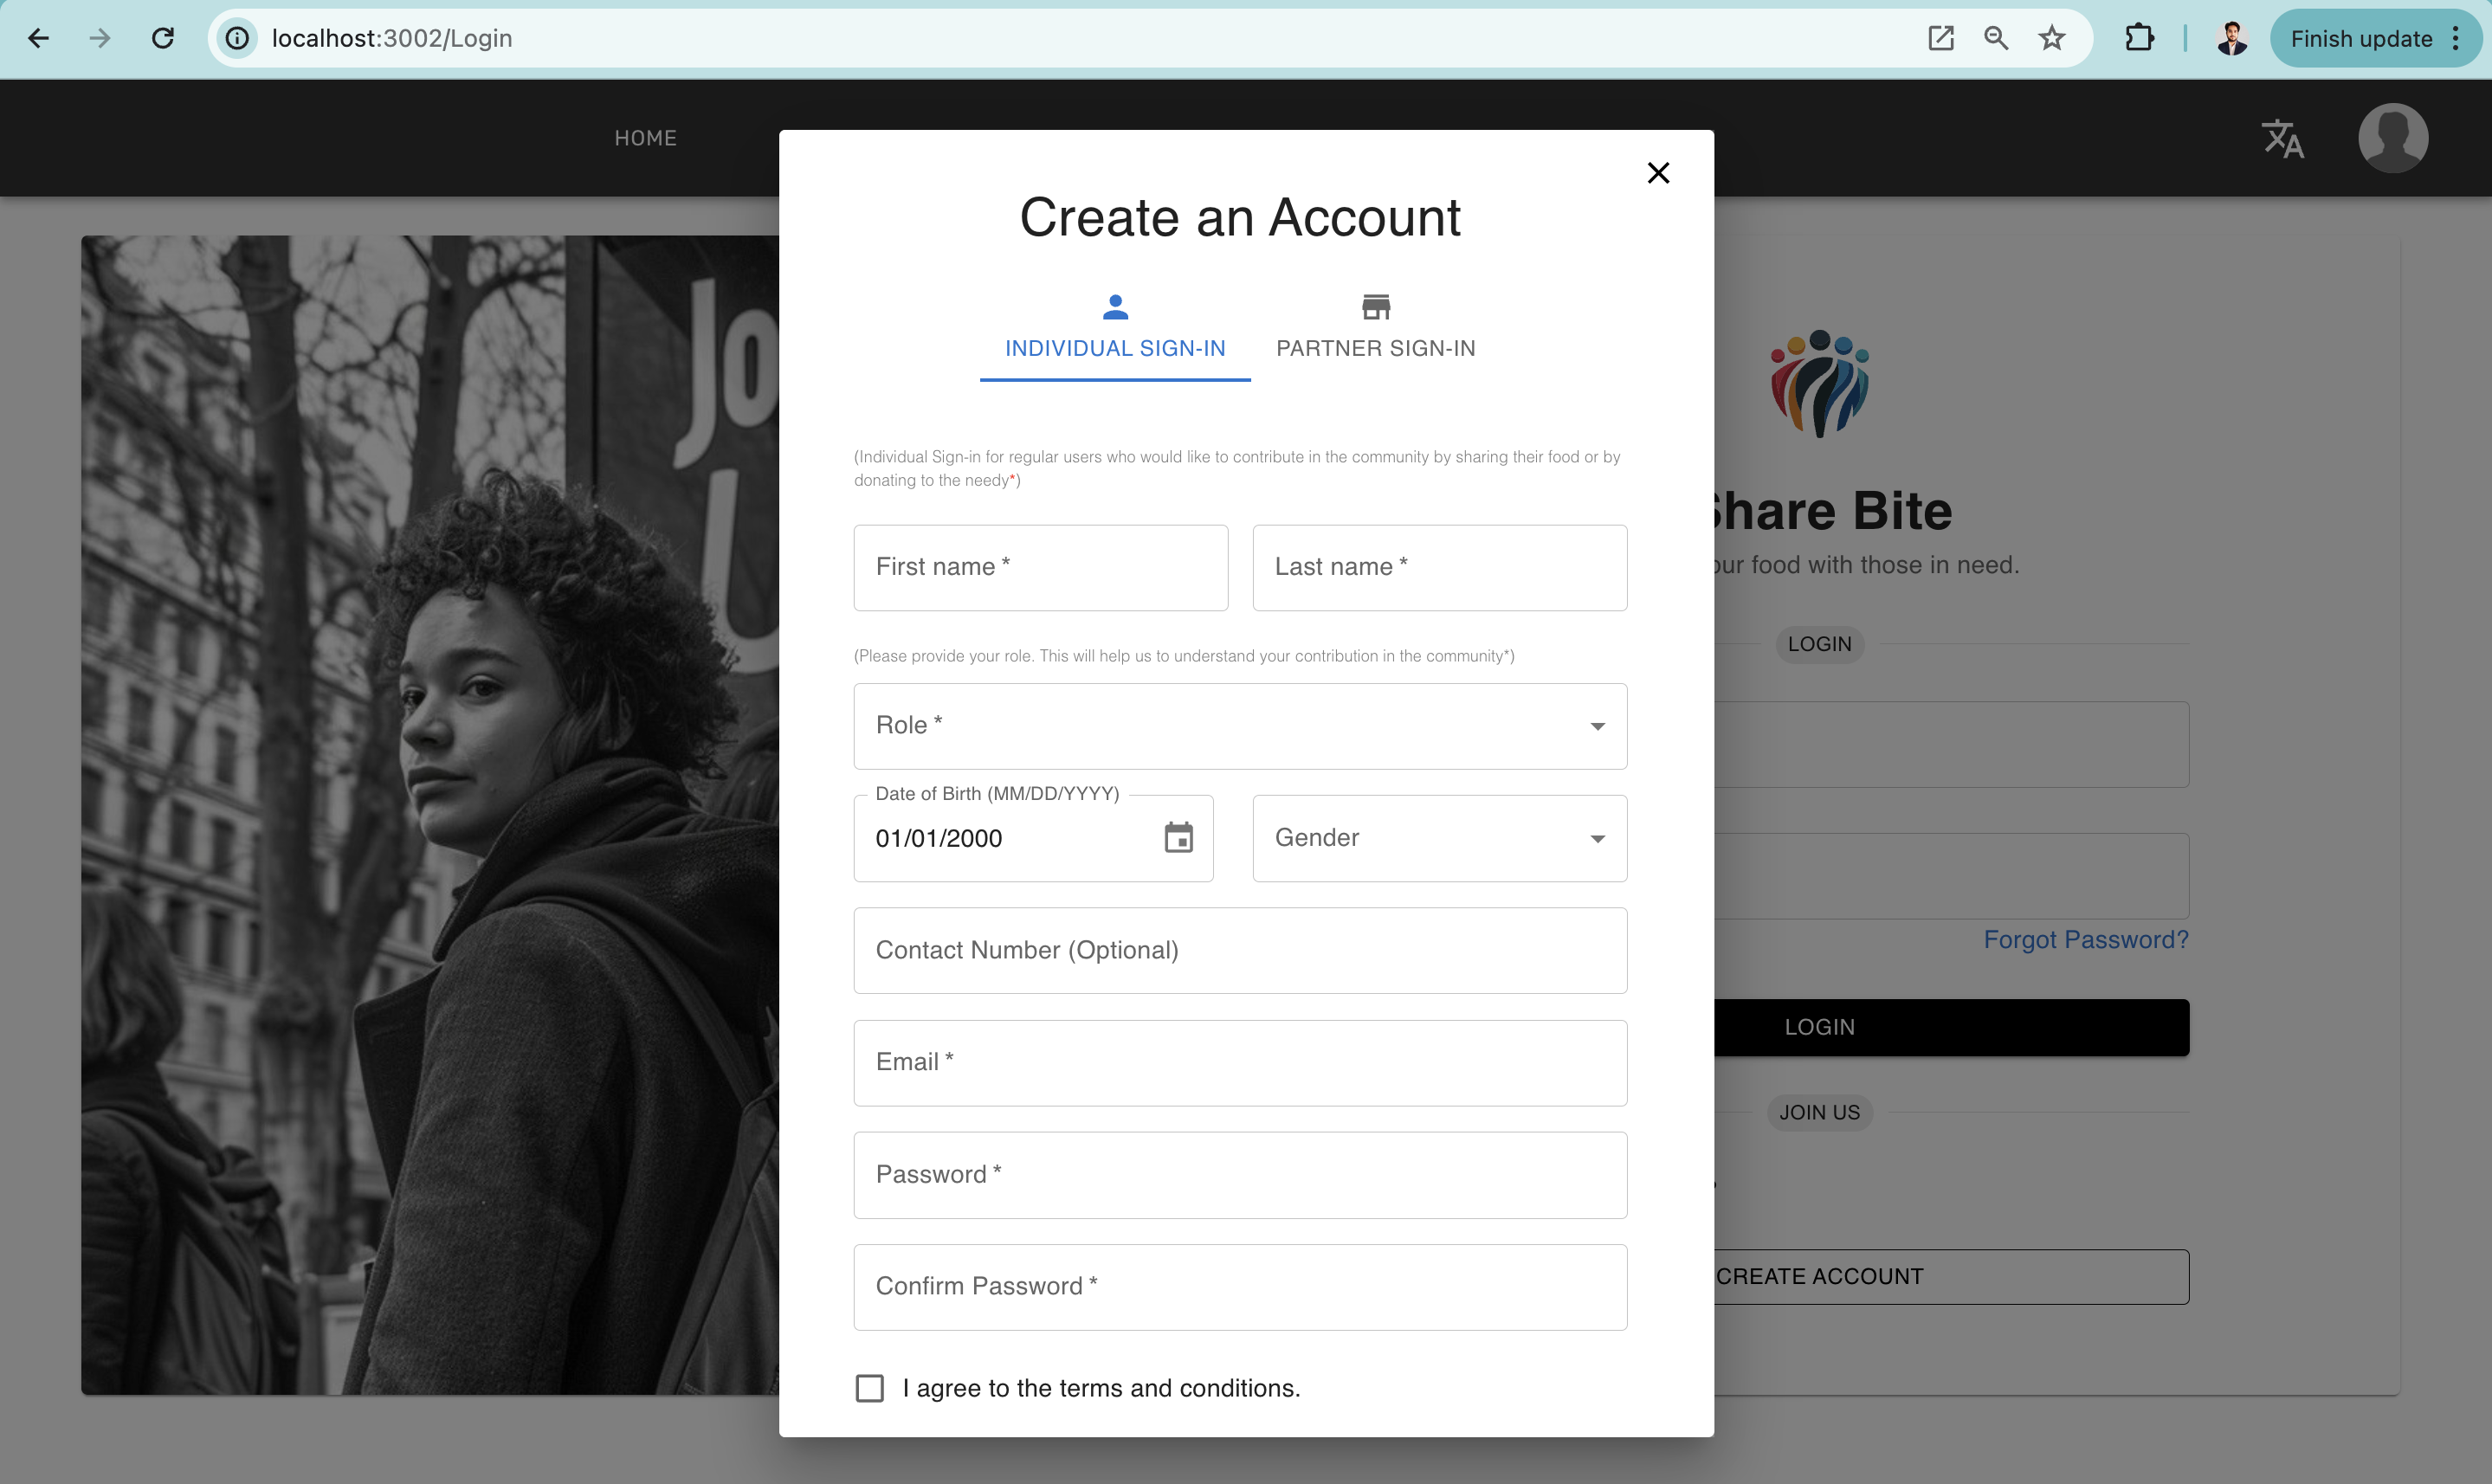 localhost:3002/Login
Finish update
HOME
Create an Account
INDIVIDUAL SIGN-IN
PARTNER SIGN-IN
(Individual Sign-in for regular users who would like to contribute in the community by sharing their food or by
donating to the needy*)
First name *
Last name *
(Please provide your role. This will help us to understand your contribution in the community*)
Role *
Date of Birth (MM/DD/YYYY)
01/01/2000
Gender
Contact Number (Optional)
Email *
Password *
Confirm Password *
I agree to the terms and conditions.
Jo
Share Bite
our food with those in need.
LOGIN
Forgot Password?
LOGIN
JOIN US
CREATE ACCOUNT